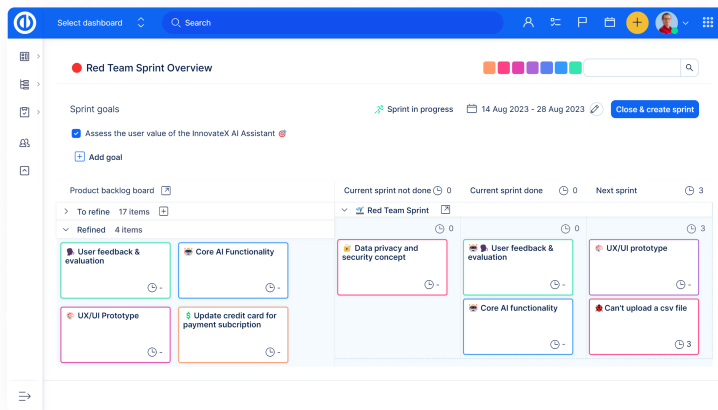 Select dashboard
Search
Red Team Sprint Overview
Sprint goals
Sprint in progress
14 Aug 2023 - 28 Aug 2023
Close & create sprint
Assess the user value of the InnovateX AI Assistant
Add goal
Product backlog board
Current sprint not done 0
Current sprint done 0
Next sprint 3
To refine 17 items
Red Team Sprint
Refined 4 items
0
0
3
User feedback &
evaluation
-
Core AI Functionality
-
Data privacy and
security concept
-
User feedback &
evaluation
-
UX/UI prototype
-
UX/UI Prototype
-
Update credit card for
payment subcription
-
Core AI functionality
-
Can't upload a csv file
3